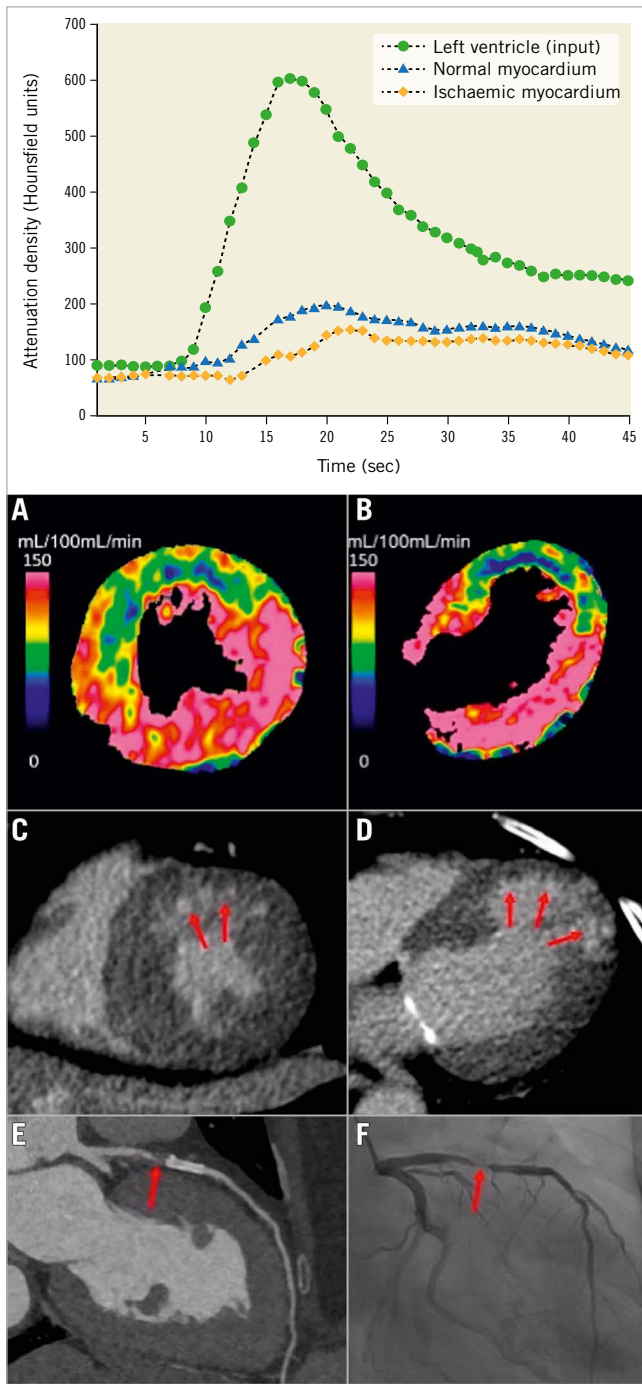 700
600
500
400
300
200
100
0
Attenuation density (Hounsfield units)
Left ventricle (input)
Normal myocardium
Ischaemic myocardium
5 10 15 20 25 30 35 40 45
Time (sec)
A
mL/100mL/min
150
0
B
mL/100mL/min
150
0
C
D
E
F